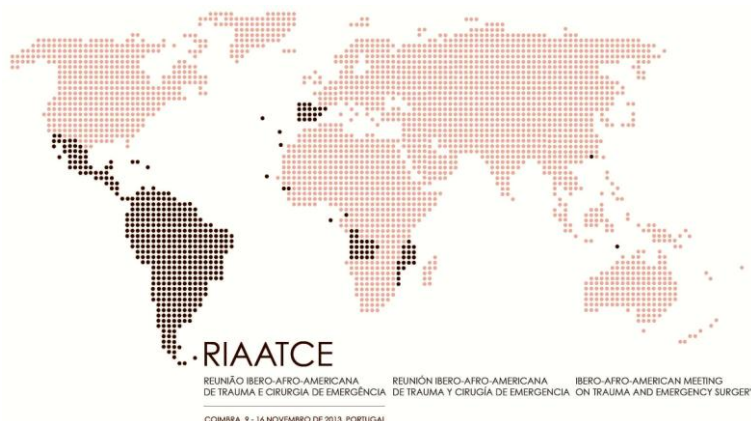 RIAATCE
REUNIÃO IBERO-AFRO-AMERICANA
DE TRAUMA E CIRURGIA DE EMERGÊNCIA
REUNIÓN IBERO-AFRO-AMERICANA
DE TRAUMA Y CIRUGÍA DE EMERGENCIA
IBERO-AFRO-AMERICAN MEETING
ON TRAUMA AND EMERGENCY SURGERY
COIMBRA, 9 - 16 NOVEMBRO DE 2013, PORTUGAL